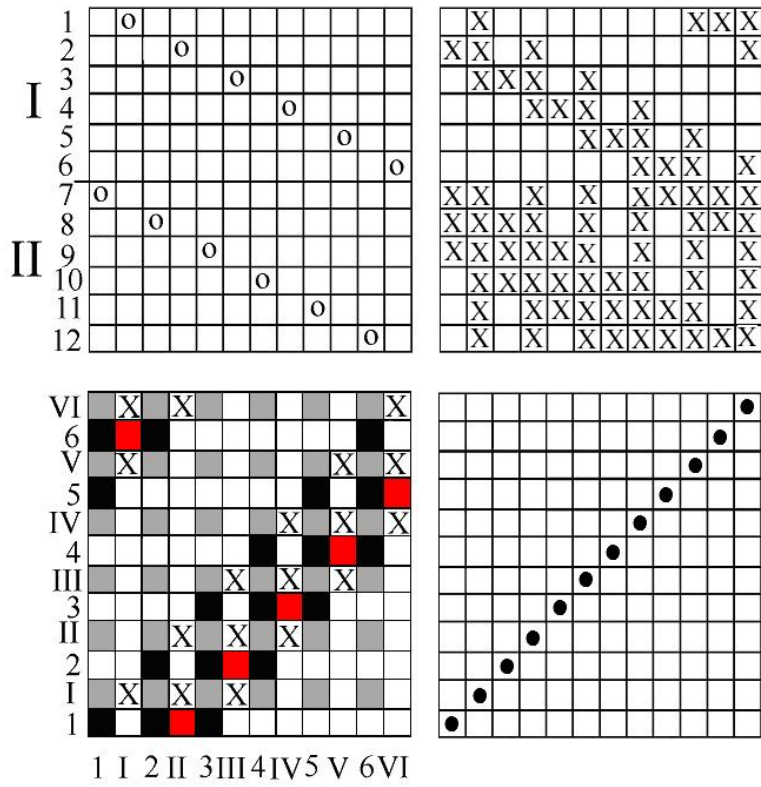 1 o X X X X
2 o X X X X
3 o X X X X
I
4 o X X X X
5 o X X X X
6 o X X X X
7 o X X X X X X X X X
8 o X X X X X X X X X
II
9 o X X X X X X X X X
10 o X X X X X X X X X
11 o X X X X X X X X X
12 o X X X X X X X X X
VI X X X
6
V X X X
5
IV X X X
4
III X X X
3
II X X X
2
I X X X
1
1 I 2 II 3 III 4 IV 5 V 6 VI